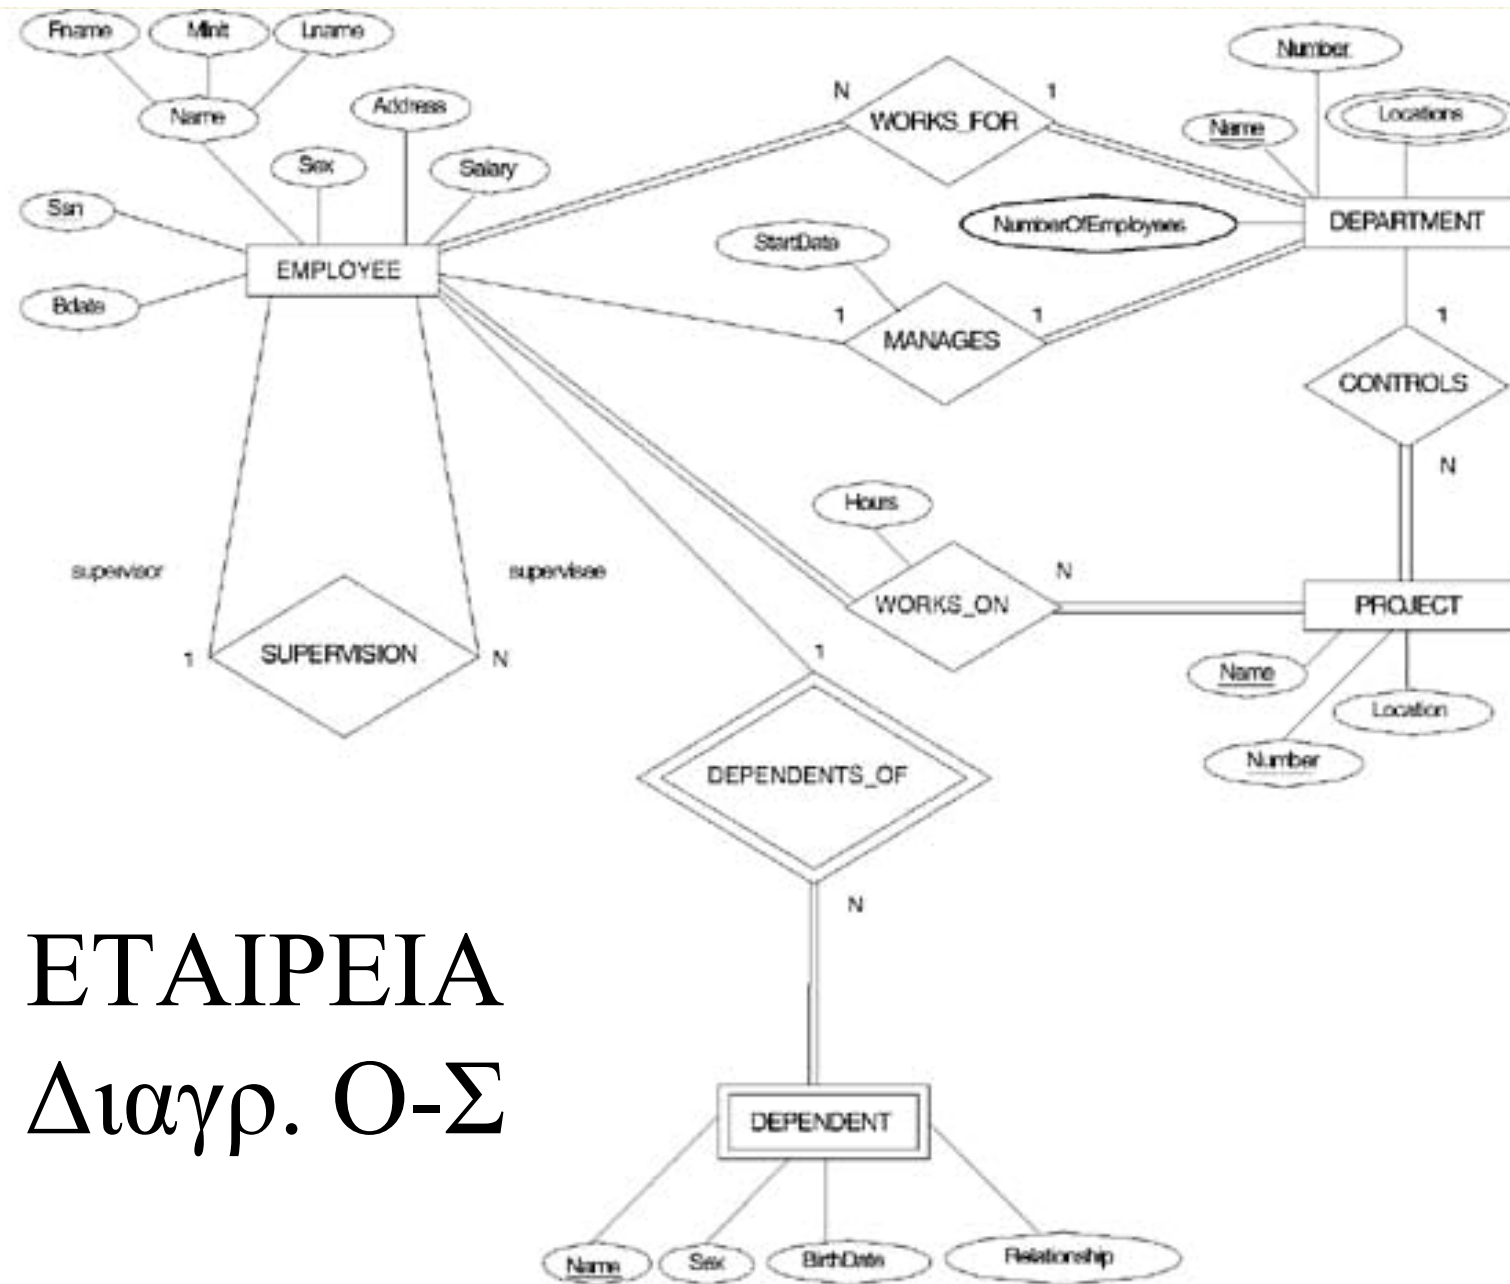 Fname
Minit
Lname
Number
Name
Address
N
1
WORKS_FOR
Name
Locations
Sex
Salary
Ssn
NumberOfEmployees
DEPARTMENT
StartDate
EMPLOYEE
Bdate
1
1
1
MANAGES
CONTROLS
N
Hours
supervisor
supervisee
N
WORKS_ON
PROJECT
1
SUPERVISION
N
1
Name
Location
Number
DEPENDENTS_OF
N
ΕΤΑΙΡΕΙΑ
Διαγρ. Ο-Σ
DEPENDENT
Name
Sex
BirthDate
Relationship